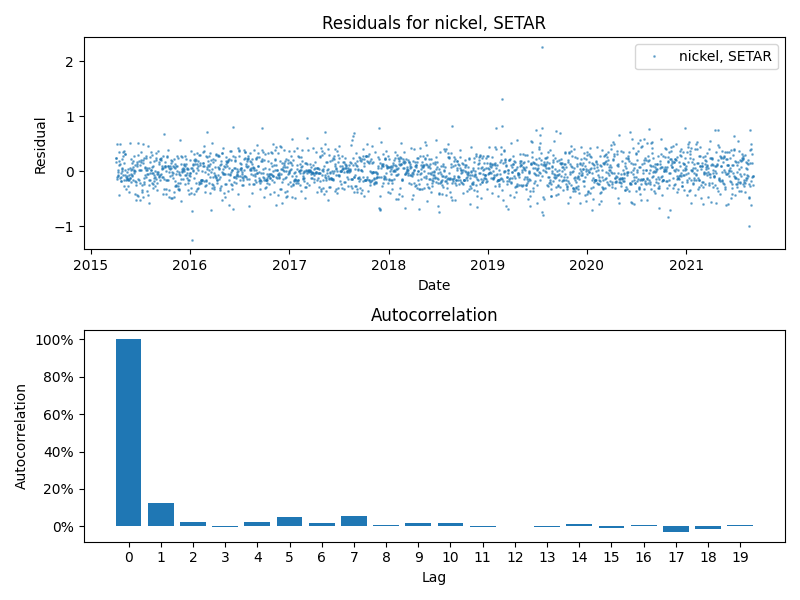 Residuals for nickel, SETAR
nickel, SETAR
2
1
0
−1
Residual
2015 2016 2017 2018 2019 2020 2021
Date
Autocorrelation
100%
80%
60%
40%
20%
0%
Autocorrelation
0 1 2 3 4 5 6 7 8 9 10 11 12 13 14 15 16 17 18 19
Lag